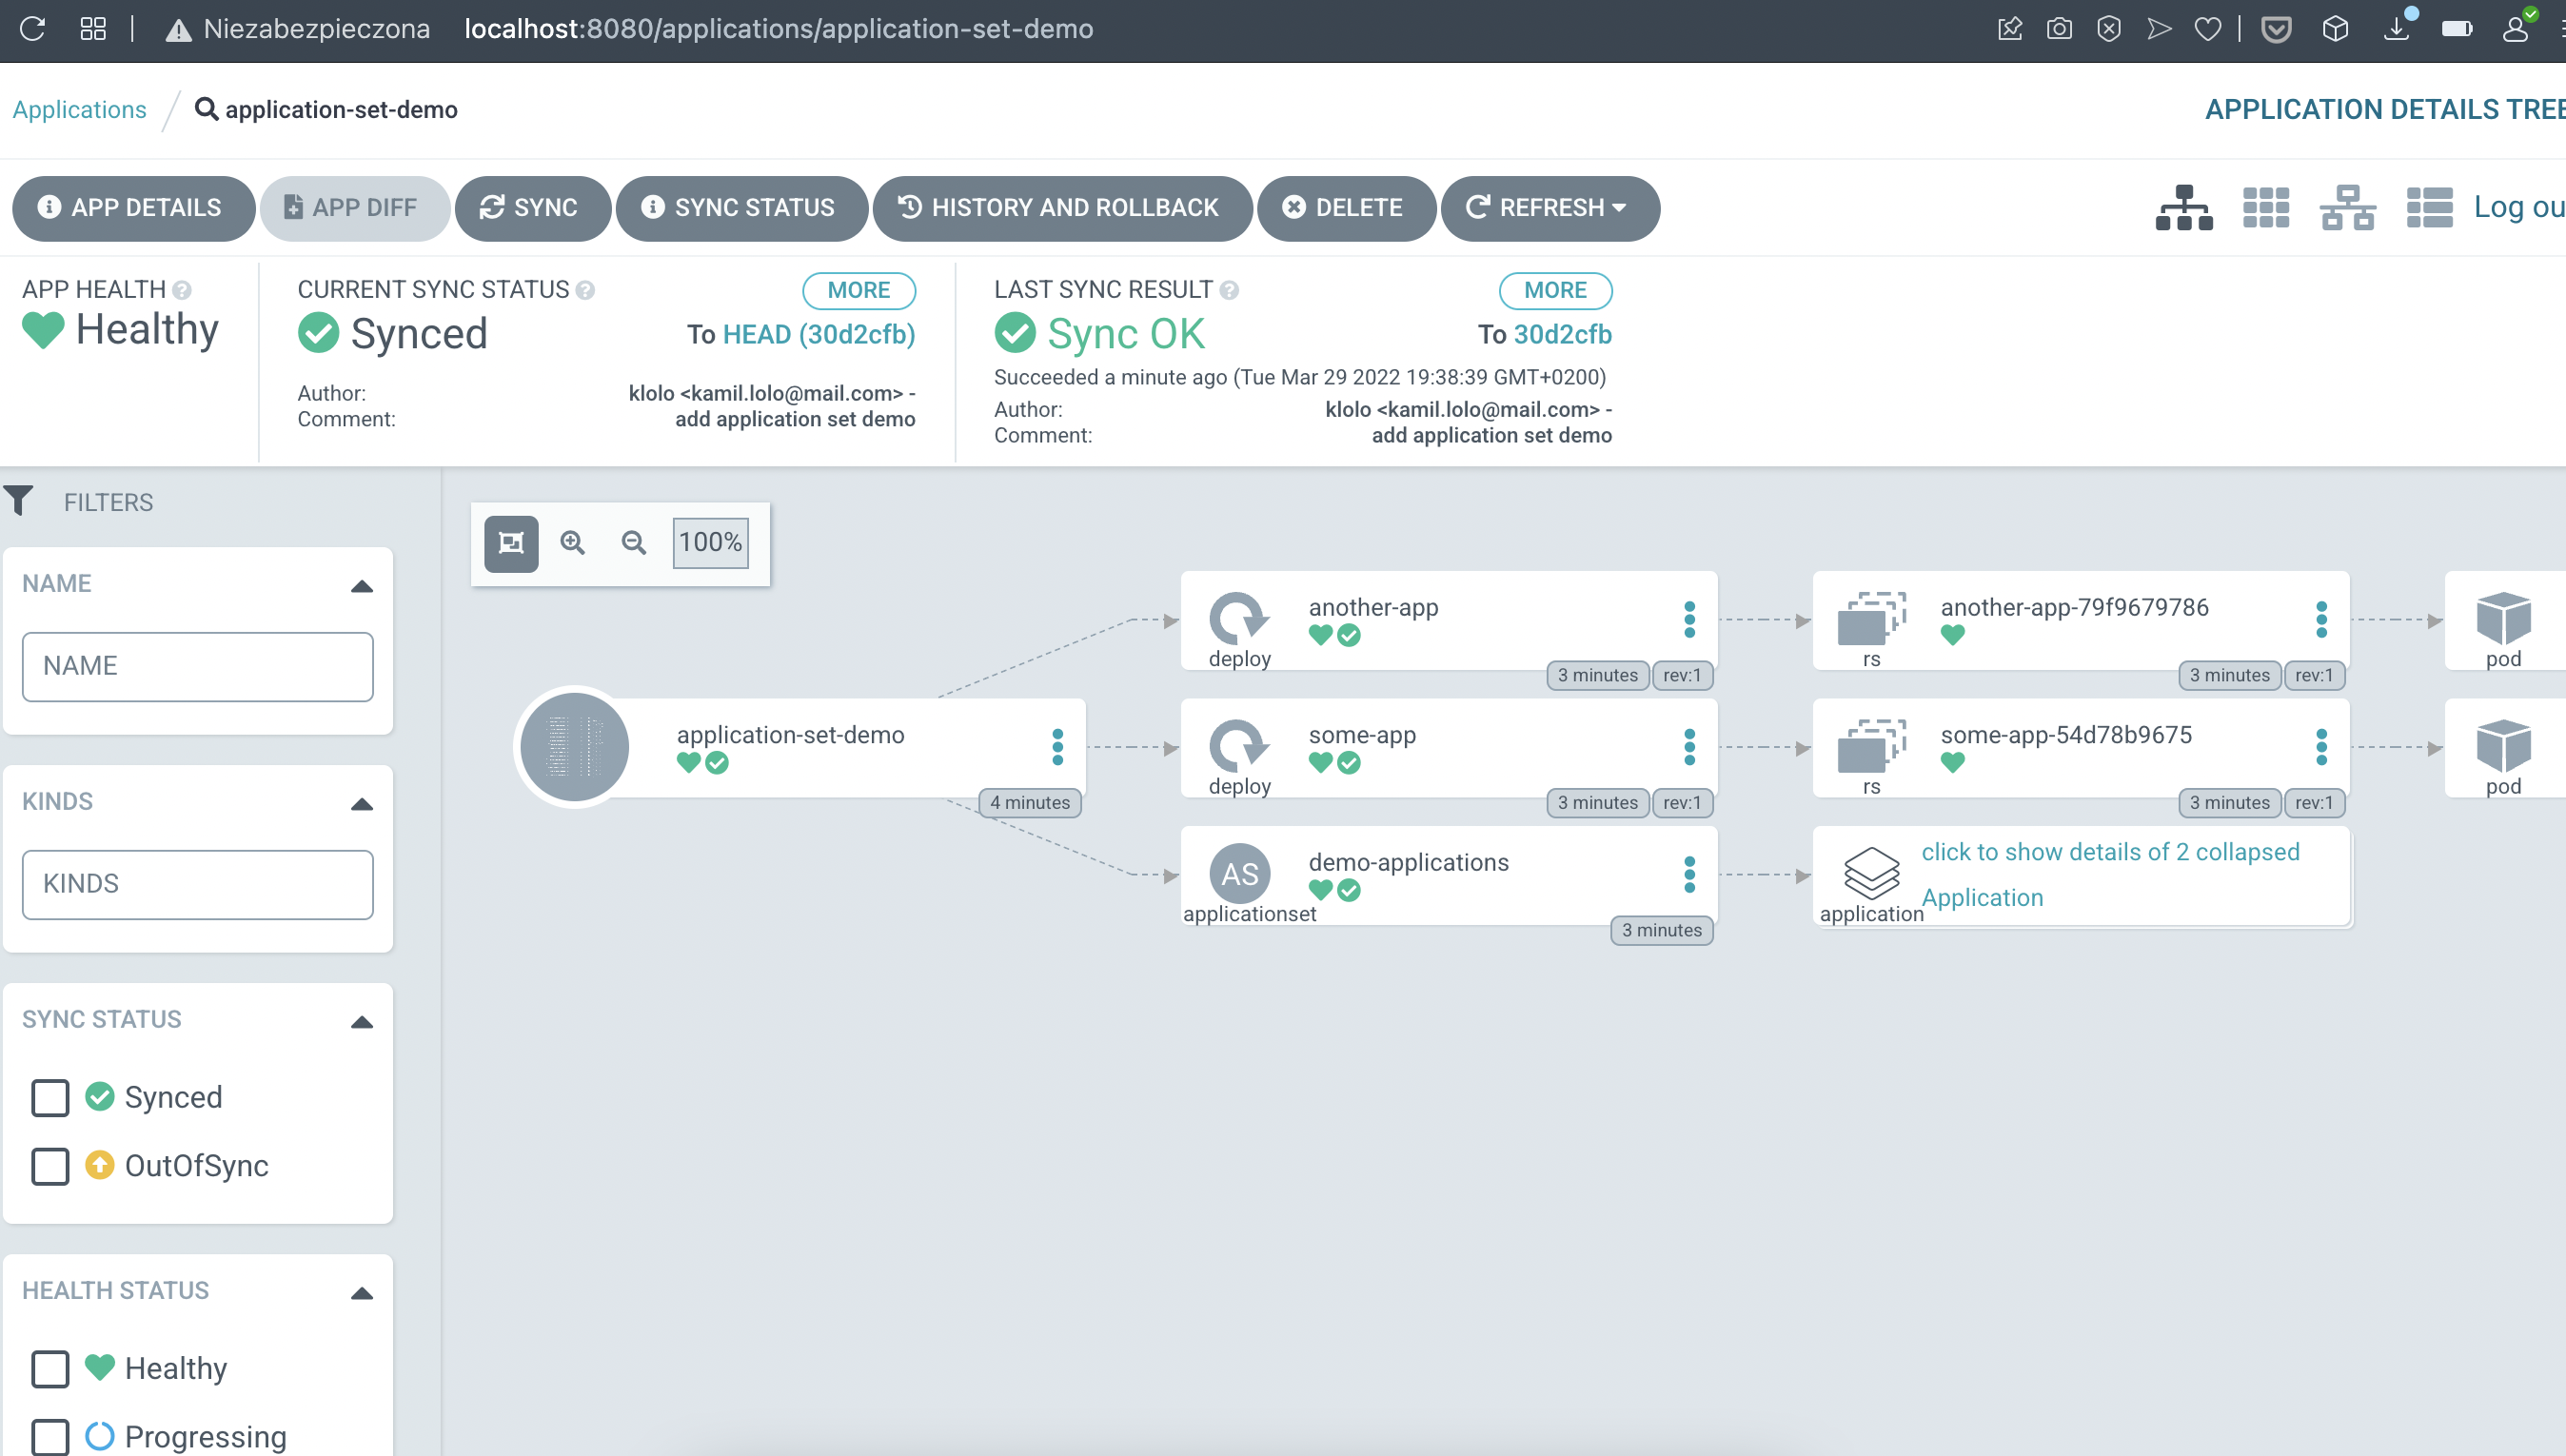 Niezabezpieczona localhost:8080/applications/application-set-demo
Applications / application-set-demo
APPLICATION DETAILS TREE
APP DETAILS
APP DIFF
SYNC
SYNC STATUS
HISTORY AND ROLLBACK
DELETE
REFRESH
Log ou
APP HEALTH
Healthy
CURRENT SYNC STATUS
MORE
Synced
To HEAD (30d2cfb)
Author:
klolo <kamil.lolo@mail.com> -
Comment:
add application set demo
LAST SYNC RESULT
MORE
Sync OK
To 30d2cfb
Succeeded a minute ago (Tue Mar 29 2022 19:38:39 GMT+0200)
Author:
klolo <kamil.lolo@mail.com> -
Comment:
add application set demo
FILTERS
NAME
NAME
KINDS
KINDS
SYNC STATUS
Synced
OutOfSync
HEALTH STATUS
Healthy
Progressing
100%
application-set-demo
4 minutes
another-app
deploy
3 minutes
rev:1
another-app-79f9679786
rs
3 minutes
rev:1
pod
some-app
deploy
3 minutes
rev:1
some-app-54d78b9675
rs
3 minutes
rev:1
pod
AS
demo-applications
applicationset
3 minutes
click to show details of 2 collapsed
Application
application